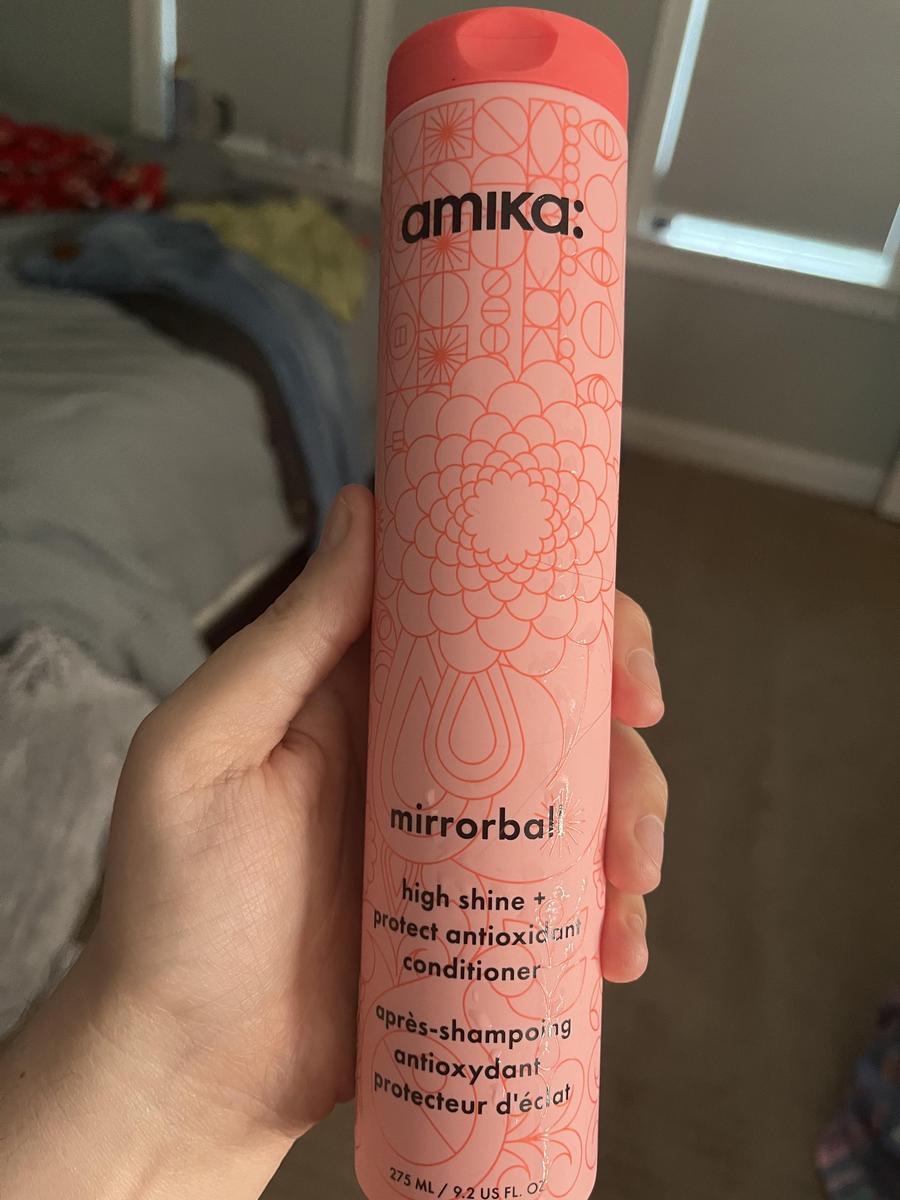 amika:
mirrorball
high shine +
protect antioxidant
conditioner
après-shampoing
antioxydant
protecteur d'éclat
275 ML / 9.2 US FL. OZ